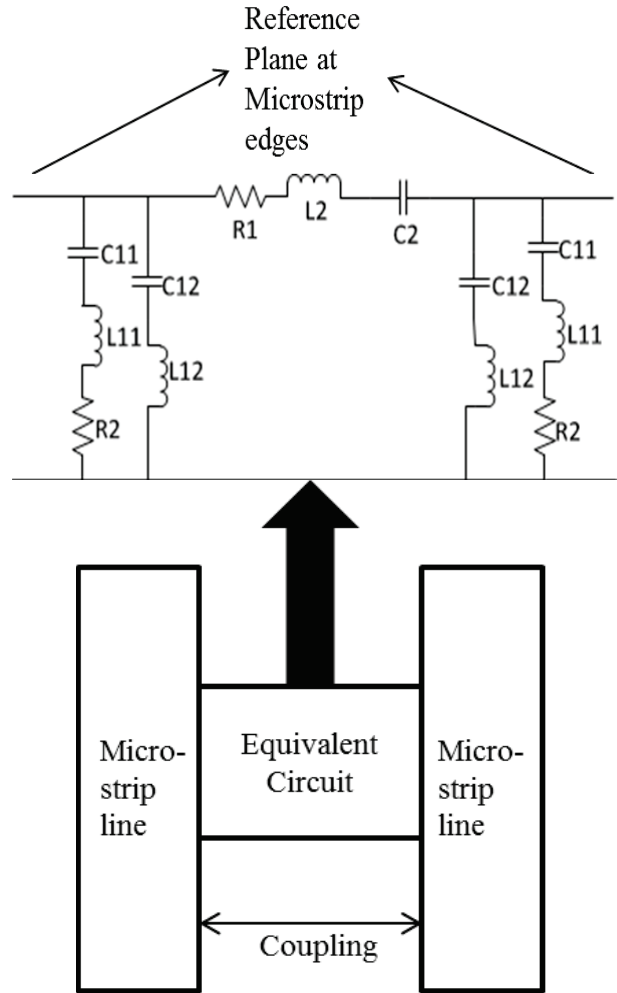 Reference
Plane at
Microstrip
edges
R1
L2
C2
C11
C12
L11
L12
R2
C12
C11
L12
L11
R2
Micro-
strip
line
Equivalent
Circuit
Micro-
strip
line
Coupling